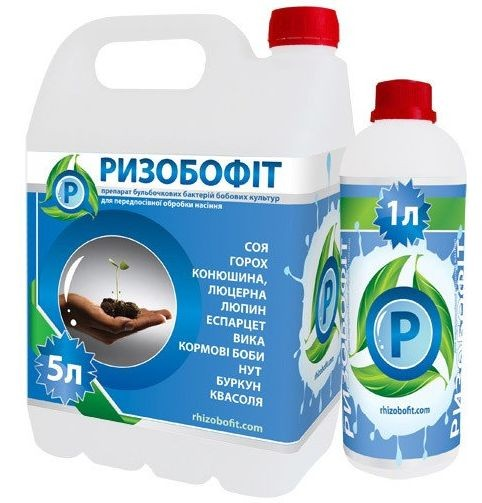 Р
РИЗОБОФІТ
препарат бульбочкових бактерій бобових культур
для передпосівної обробки насіння
СОЯ
ГОРОХ
КОНЮШИНА,
ЛЮЦЕРНА
ЛЮПИН
ЕСПАРЦЕТ
ВИКА
КОРМОВІ БОБИ
НУТ
БУРКУН
КВАСОЛЯ
5л
rhizobofit.com
1л
РИЗОБОФІТ
Р
rhizobofit.com